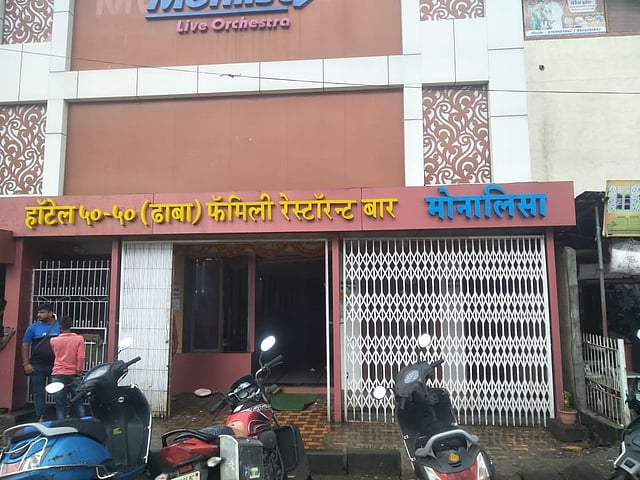 Live Orchestra
हॉटेल ५०-५० (ढाबा) फॅमिली रेस्टॉरन्ट बार मोनालिसा